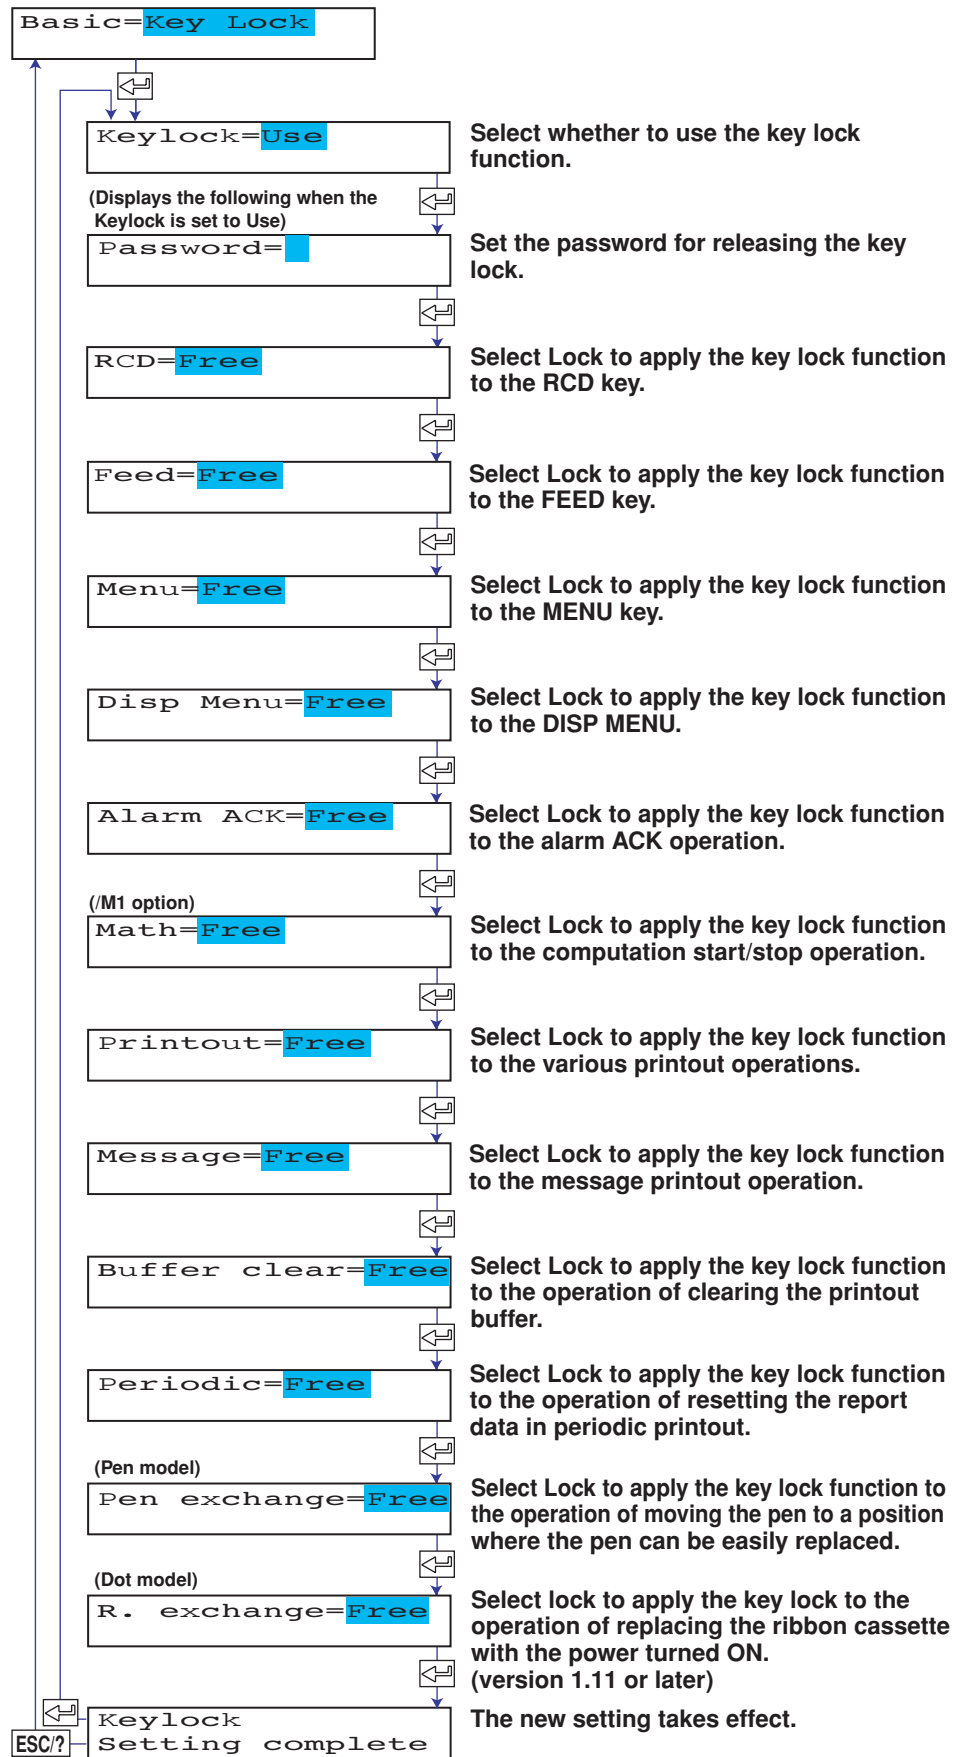 Basic=Key Lock
Keylock=Use
Select whether to use the key lock
function.
(Displays the following when the
Keylock is set to Use)
Password=
Set the password for releasing the key
lock.
RCD=Free
Select Lock to apply the key lock function
to the RCD key.
Feed=Free
Select Lock to apply the key lock function
to the FEED key.
Menu=Free
Select Lock to apply the key lock function
to the MENU key.
Disp Menu=Free
Select Lock to apply the key lock function
to the DISP MENU.
Alarm ACK=Free
Select Lock to apply the key lock function
to the alarm ACK operation.
(/M1 option)
Math=Free
Select Lock to apply the key lock function
to the computation start/stop operation.
Printout=Free
Select Lock to apply the key lock function
to the various printout operations.
Message=Free
Select Lock to apply the key lock function
to the message printout operation.
Buffer clear=Free
Select Lock to apply the key lock function
to the operation of clearing the printout
buffer.
Periodic=Free
Select Lock to apply the key lock function
to the operation of resetting the report
data in periodic printout.
(Pen model)
Pen exchange=Free
Select Lock to apply the key lock function to
the operation of moving the pen to a position
where the pen can be easily replaced.
(Dot model)
R. exchange=Free
Select lock to apply the key lock to the
operation of replacing the ribbon cassette
with the power turned ON.
(version 1.11 or later)
Keylock
Setting complete
The new setting takes effect.
ESC/?